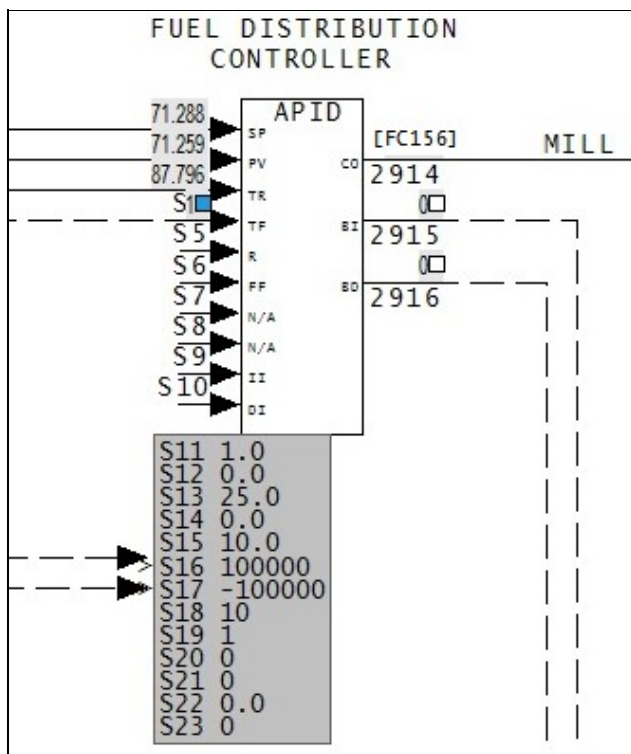 FUEL DISTRIBUTION
CONTROLLER
APID
71.288
SP
71.259
PV
87.796
TR
S1
TF
S5
R
S6
FF
S7
N/A
S8
N/A
S9
II
S10
DI
[FC156]
MILL
CO
2914
0
BI
2915
0
BD
2916
S11 1.0
S12 0.0
S13 25.0
S14 0.0
S15 10.0
S16 100000
S17 -100000
S18 10
S19 1
S20 0
S21 0
S22 0.0
S23 0